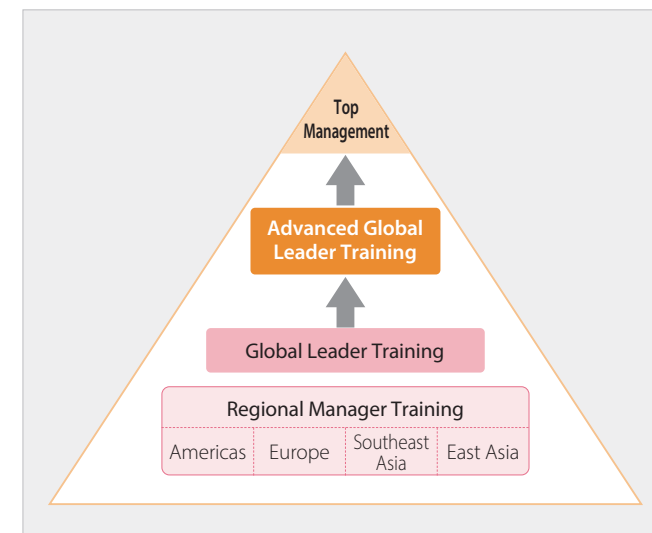 Top
Management
Advanced Global
Leader Training
Global Leader Training
Regional Manager Training
Americas
Europe
Southeast
Asia
East Asia